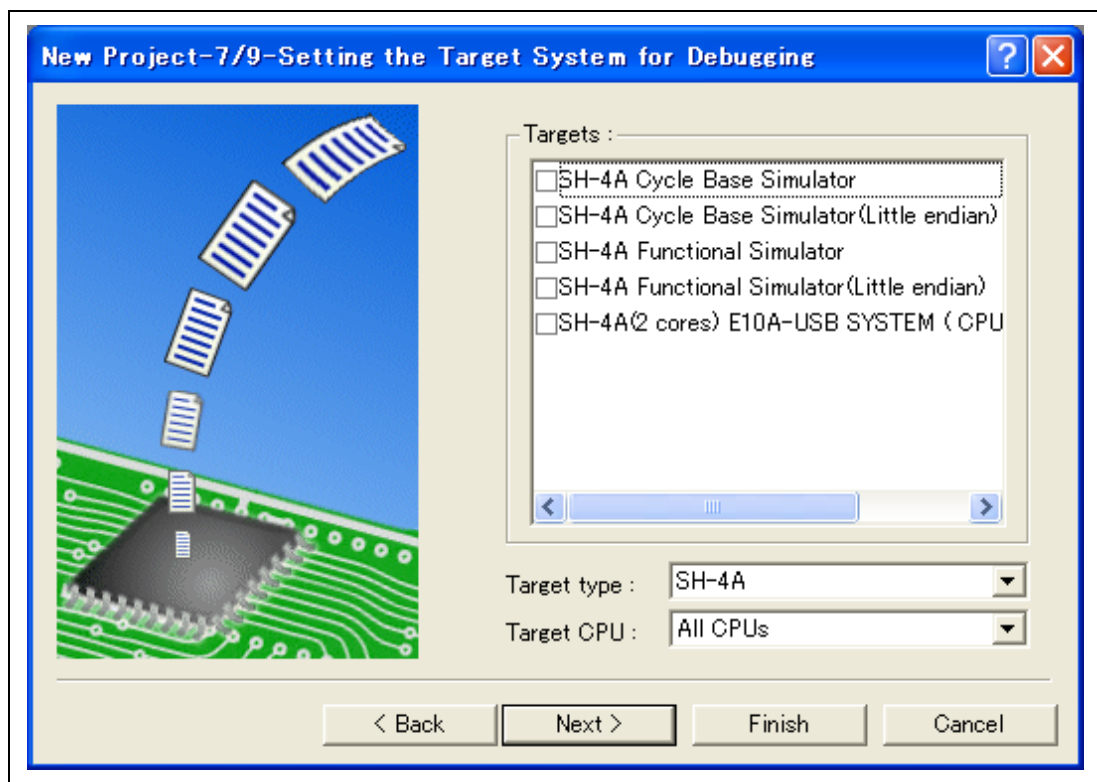 New Project-7/9-Setting the Target System for Debugging
Targets :
SH-4A Cycle Base Simulator
SH-4A Cycle Base Simulator(Little endian)
SH-4A Functional Simulator
SH-4A Functional Simulator(Little endian)
SH-4A(2 cores) E10A-USB SYSTEM ( CPU
Target type : SH-4A
Target CPU : All CPUs
< Back Next > Finish Cancel